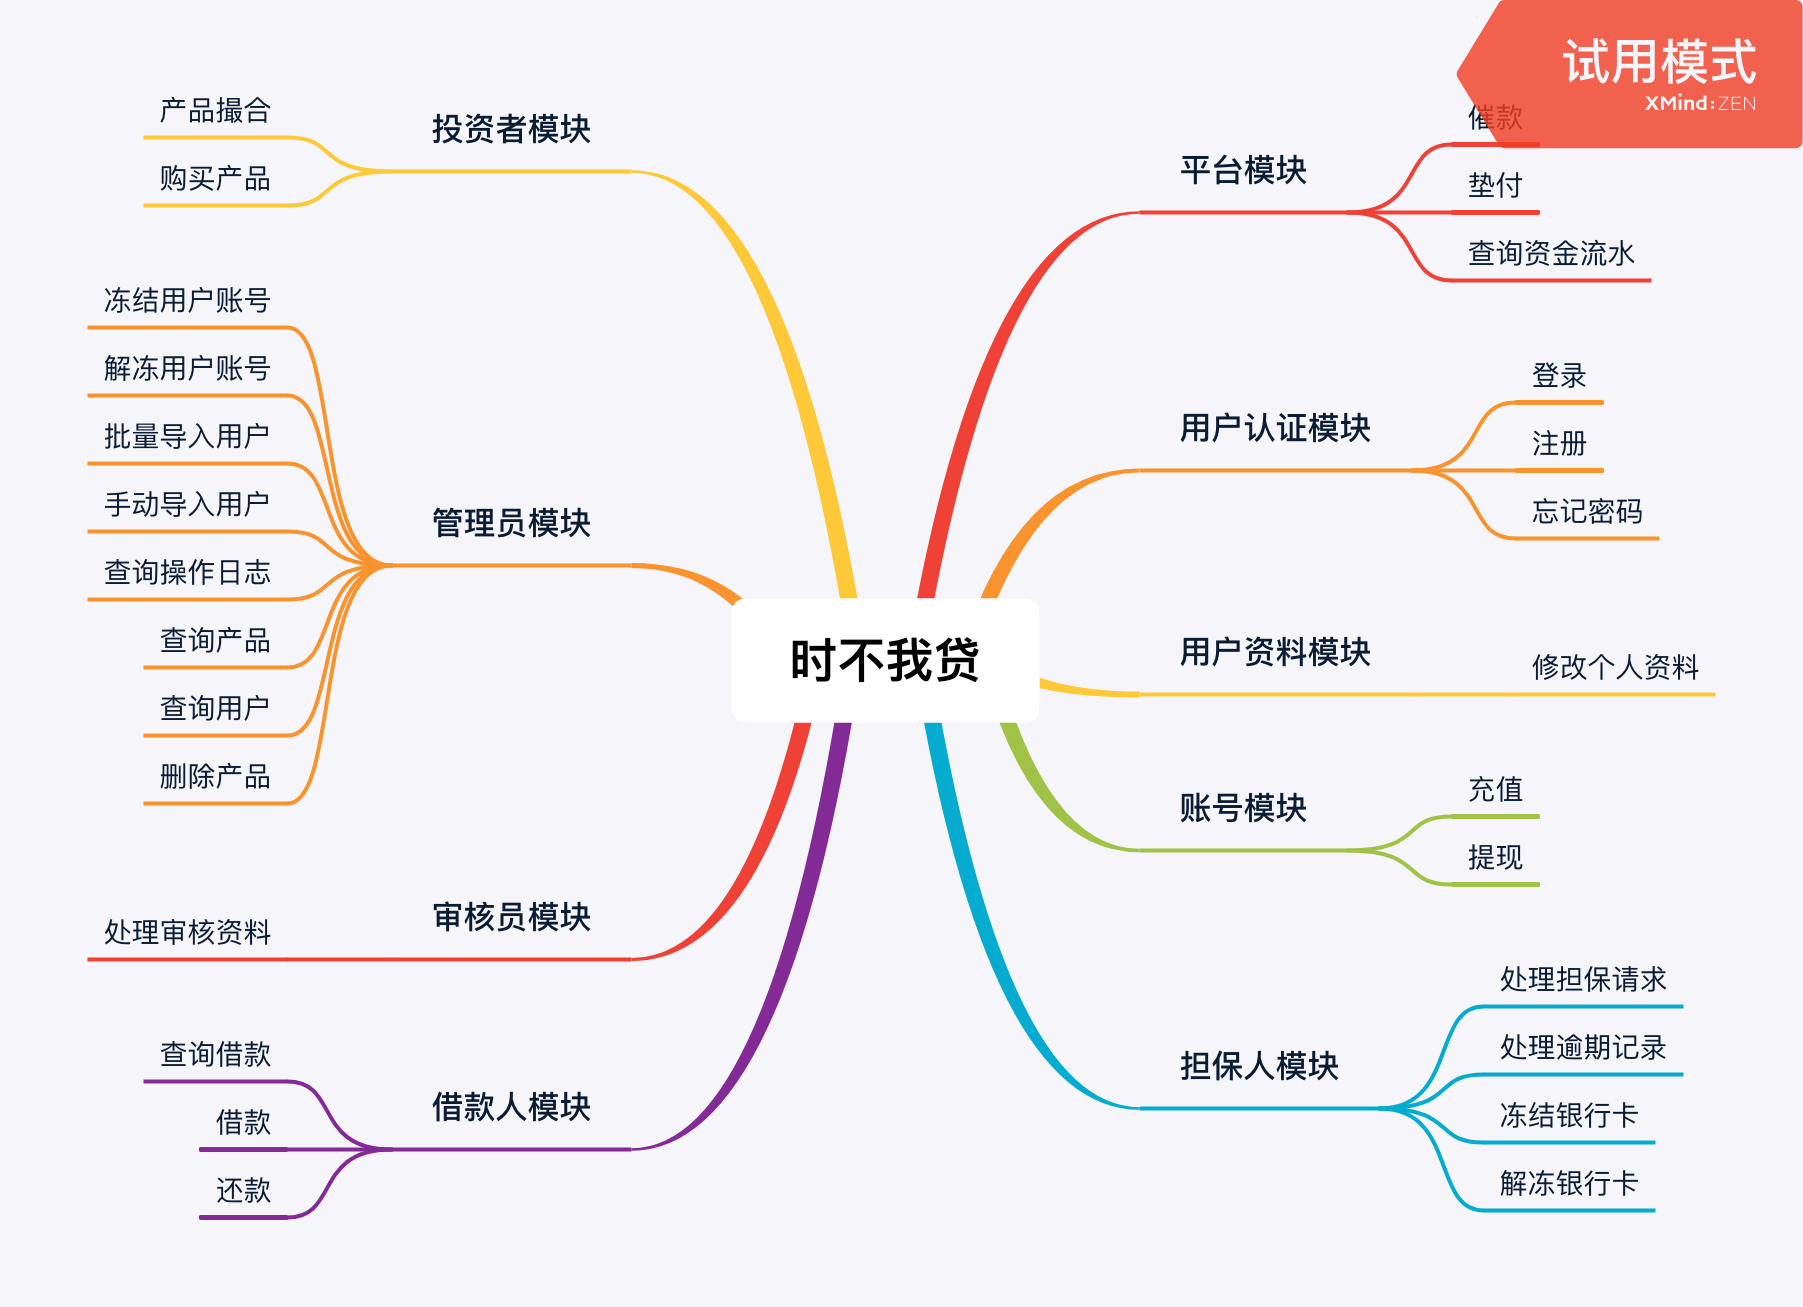 试用模式
XMind:ZEN
时不我贷
平台模块
催款
垫付
查询资金流水
用户认证模块
登录
注册
忘记密码
用户资料模块
修改个人资料
账号模块
充值
提现
担保人模块
处理担保请求
处理逾期记录
冻结银行卡
解冻银行卡
投资者模块
产品撮合
购买产品
管理员模块
冻结用户账号
解冻用户账号
批量导入用户
手动导入用户
查询操作日志
查询产品
查询用户
删除产品
审核员模块
处理审核资料
借款人模块
查询借款
借款
还款